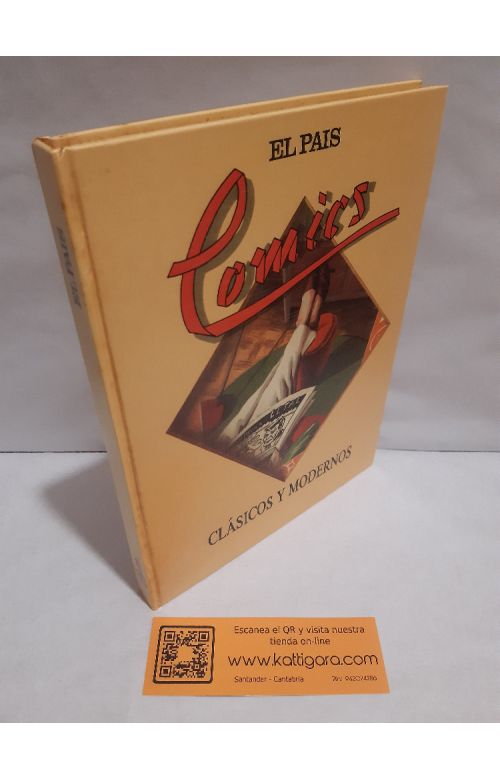 EL PAIS
Comics
CLÁSICOS Y MODERNOS
EL PAIS
Escanea el QR y visita nuestra
tienda on-line
www.kattigara.com
Santander - Cantabria